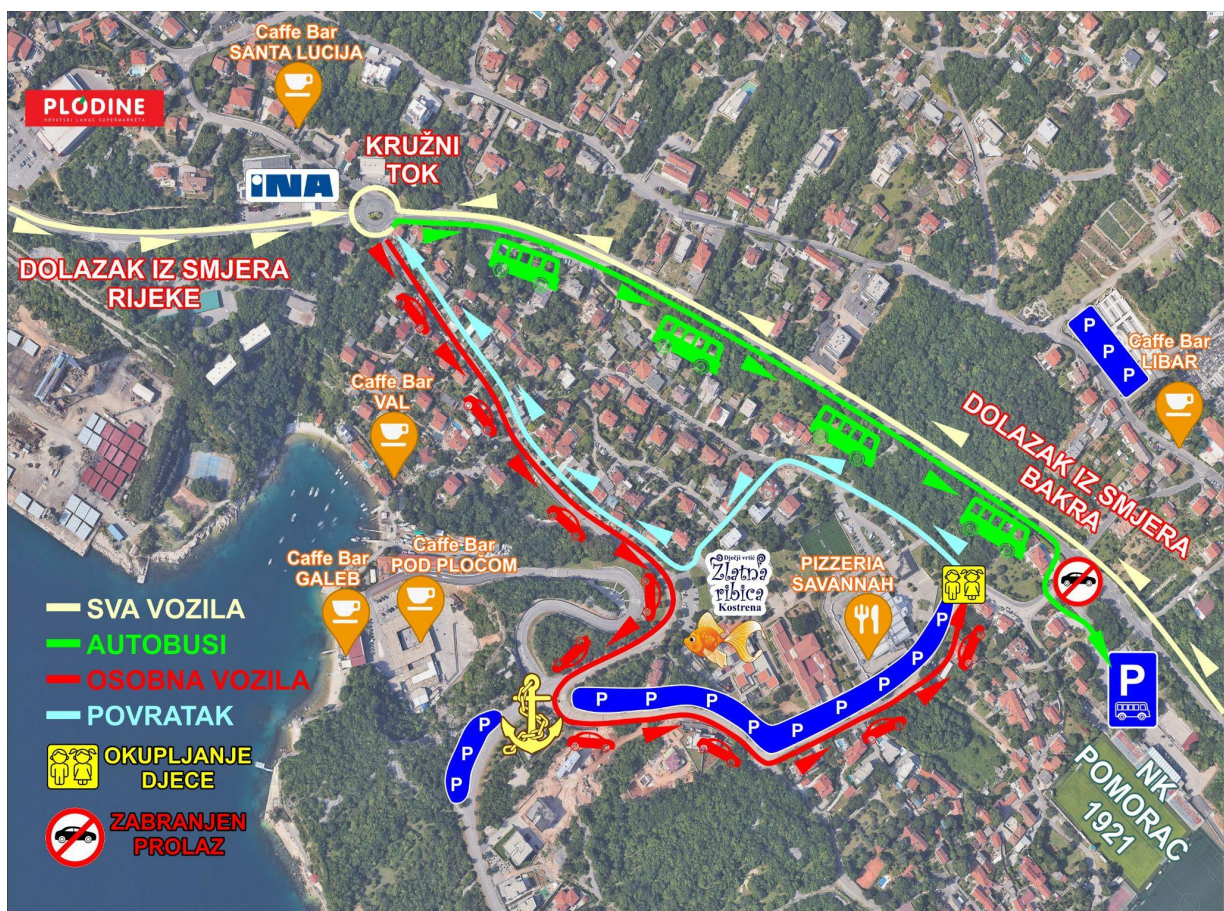 Caffe Bar
SANTA LUCIJA
PLODINE
HRVATSKI LANAC SUPERMARKETA
KRUŽNI
TOK
INA
DOLAZAK IZ SMJERA
RIJEKE
P
P
P
Caffe Bar
LIBAR
Caffe Bar
VAL
DOLAZAK IZ SMJERA
BAKRA
Caffe Bar
GALEB
Caffe Bar
POD PLOČOM
Dječji vrtić
Zlatna
ribica
Kostrena
PIZZERIA
SAVANNAH
SVA VOZILA
AUTOBUSI
OSOBNA VOZILA
POVRATAK
OKUPLJANJE
DJECE
ZABRANJEN
PROLAZ
P
P
P
P
P
P
P
P
P
P
P
P
P
NK
POMORAC
1921